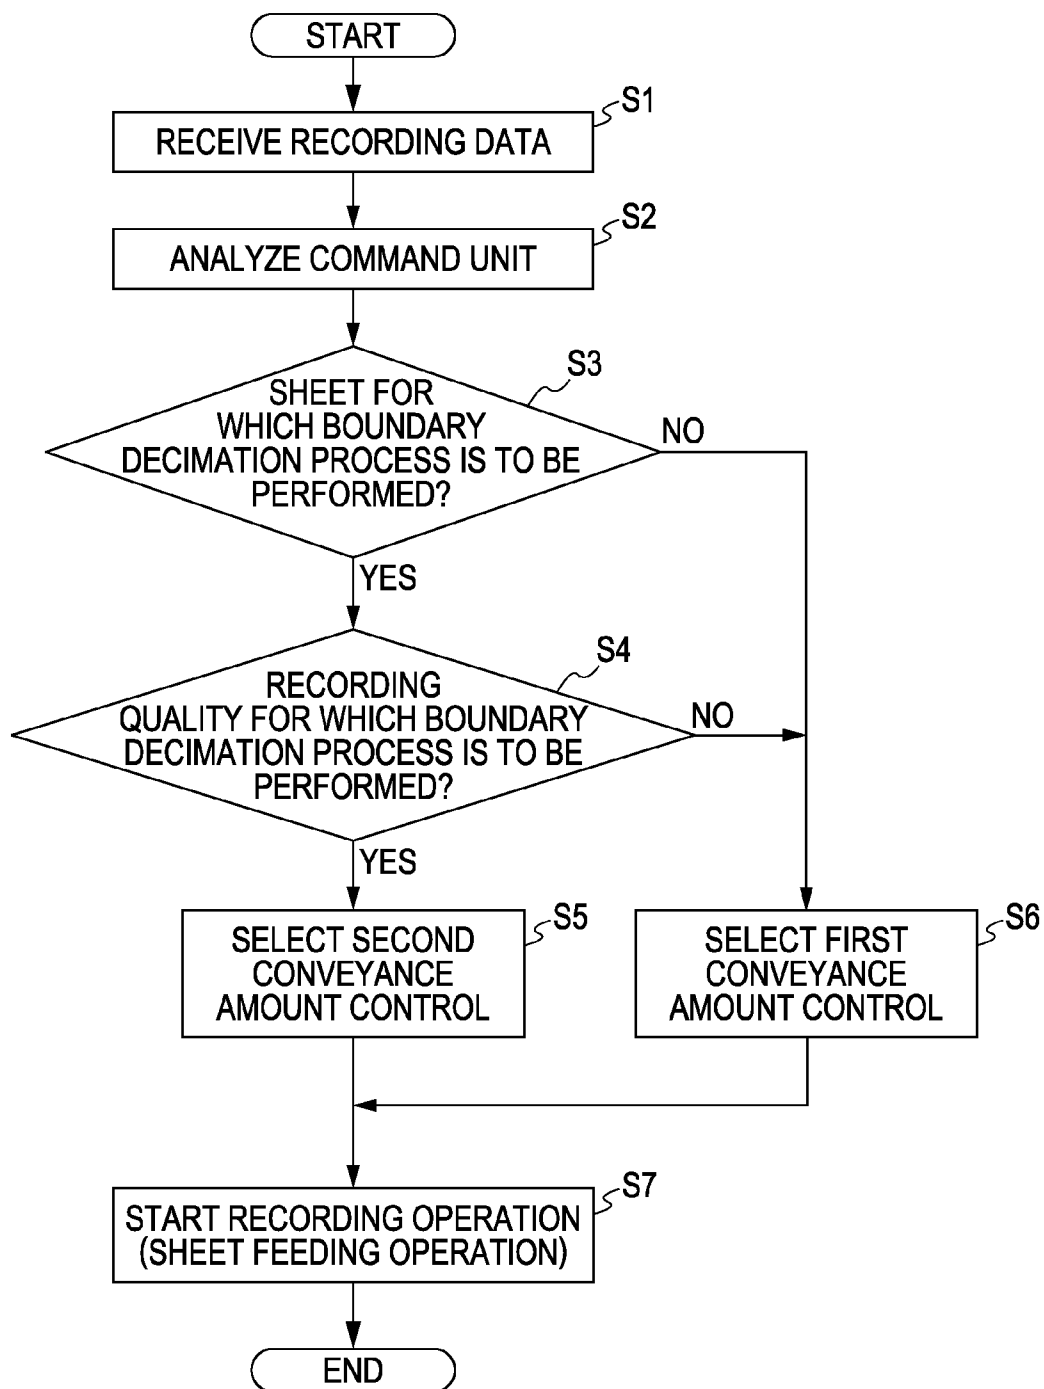 START
S1
RECEIVE RECORDING DATA
S2
ANALYZE COMMAND UNIT
S3
SHEET FOR
WHICH BOUNDARY
DECIMATION PROCESS IS TO BE
PERFORMED?
NO
YES
S4
RECORDING
QUALITY FOR WHICH BOUNDARY
DECIMATION PROCESS IS TO BE
PERFORMED?
NO
YES
S5
SELECT SECOND
CONVEYANCE
AMOUNT CONTROL
S6
SELECT FIRST
CONVEYANCE
AMOUNT CONTROL
S7
START RECORDING OPERATION
(SHEET FEEDING OPERATION)
END